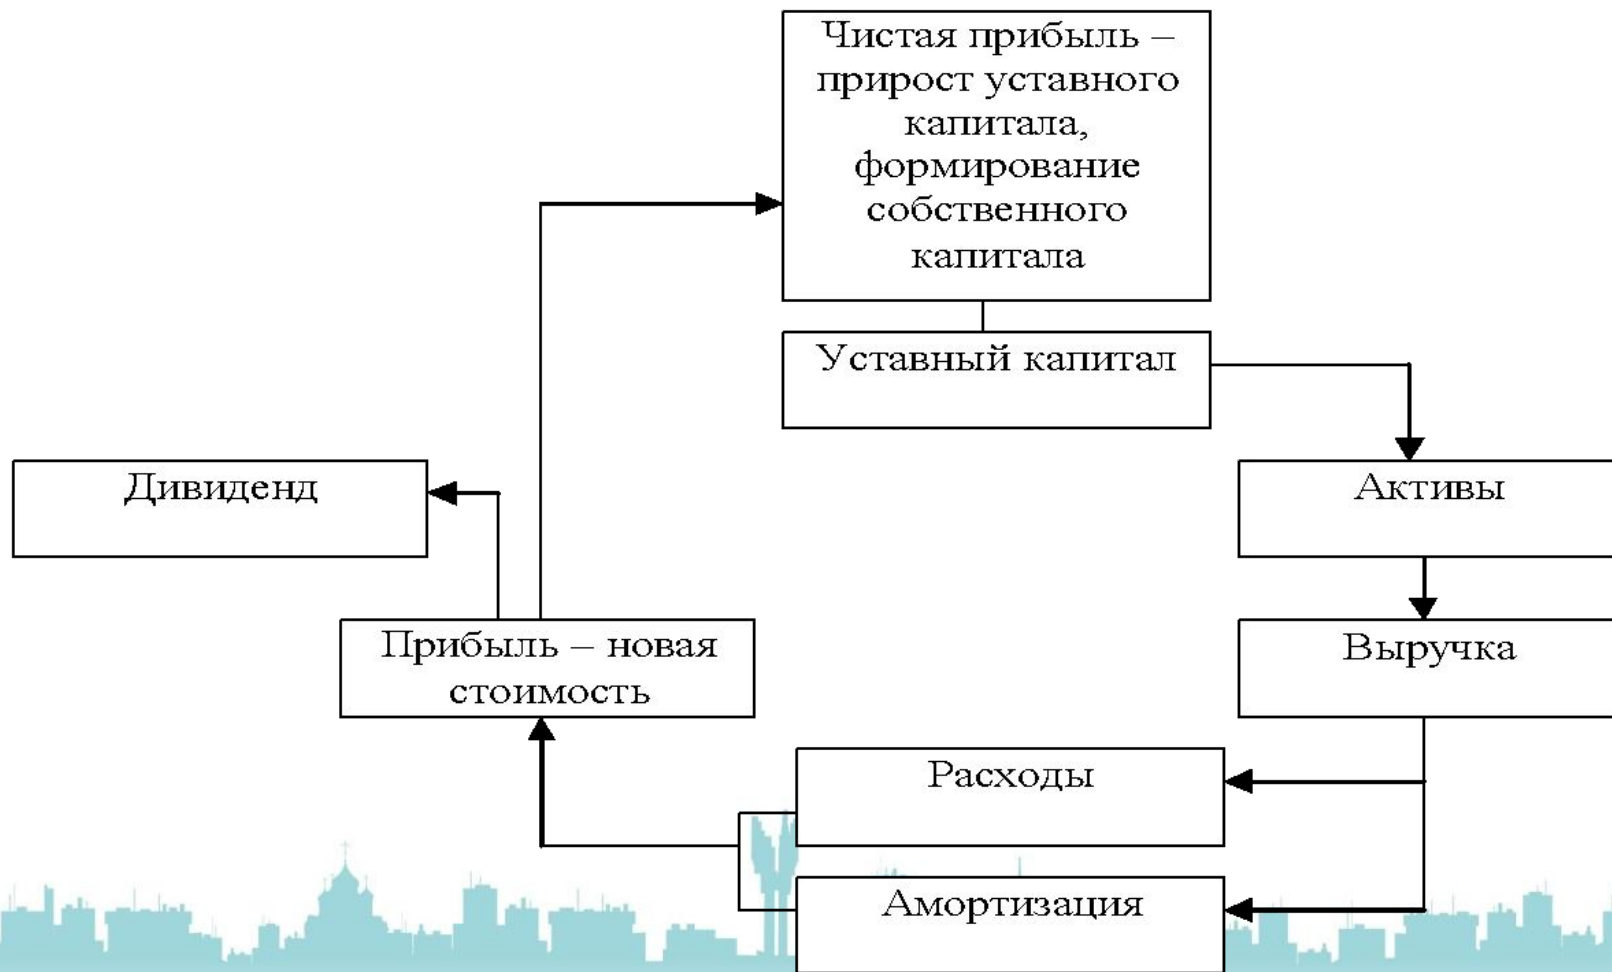 Чистая прибыль –
прирост уставного
капитала,
формирование
собственного
капитала
Уставный капитал
Дивиденд
Активы
Прибыль – новая
стоимость
Выручка
Расходы
Амортизация